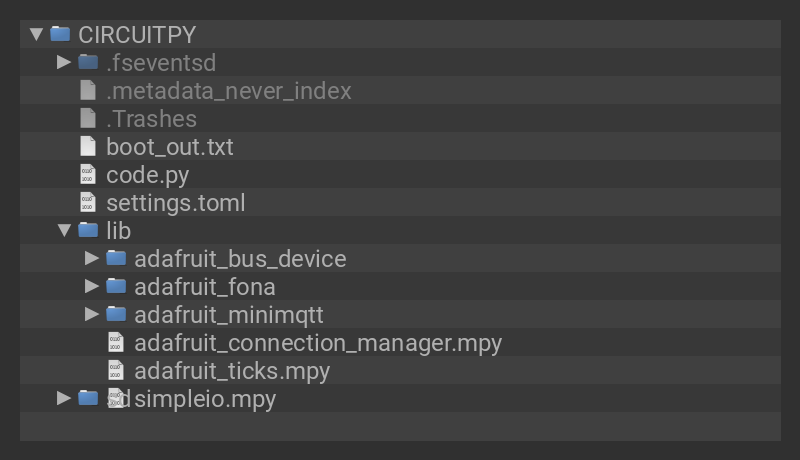 CIRCUITPY
.fseventsd
.metadata_never_index
.Trashes
boot_out.txt
code.py
settings.toml
lib
adafruit_bus_device
adafruit_fona
adafruit_minimqtt
adafruit_connection_manager.mpy
adafruit_ticks.mpy
sd
simpleio.mpy